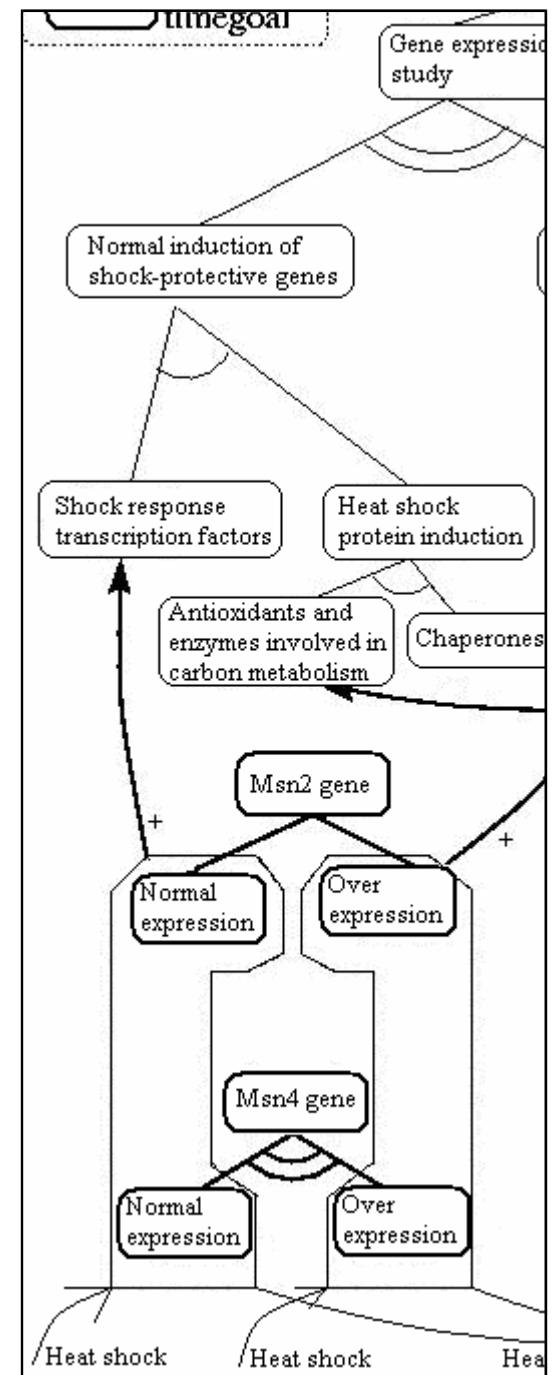 timegoal
Gene expressio
study
Normal induction of
shock-protective genes
Shock response
transcription factors
Heat shock
protein induction
Antioxidants and
enzymes involved in
carbon metabolism
Chaperones
Msn2 gene
+
+
Normal
expression
Over
expression
Msn4 gene
Normal
expression
Over
expression
Heat shock
Heat shock
Hea